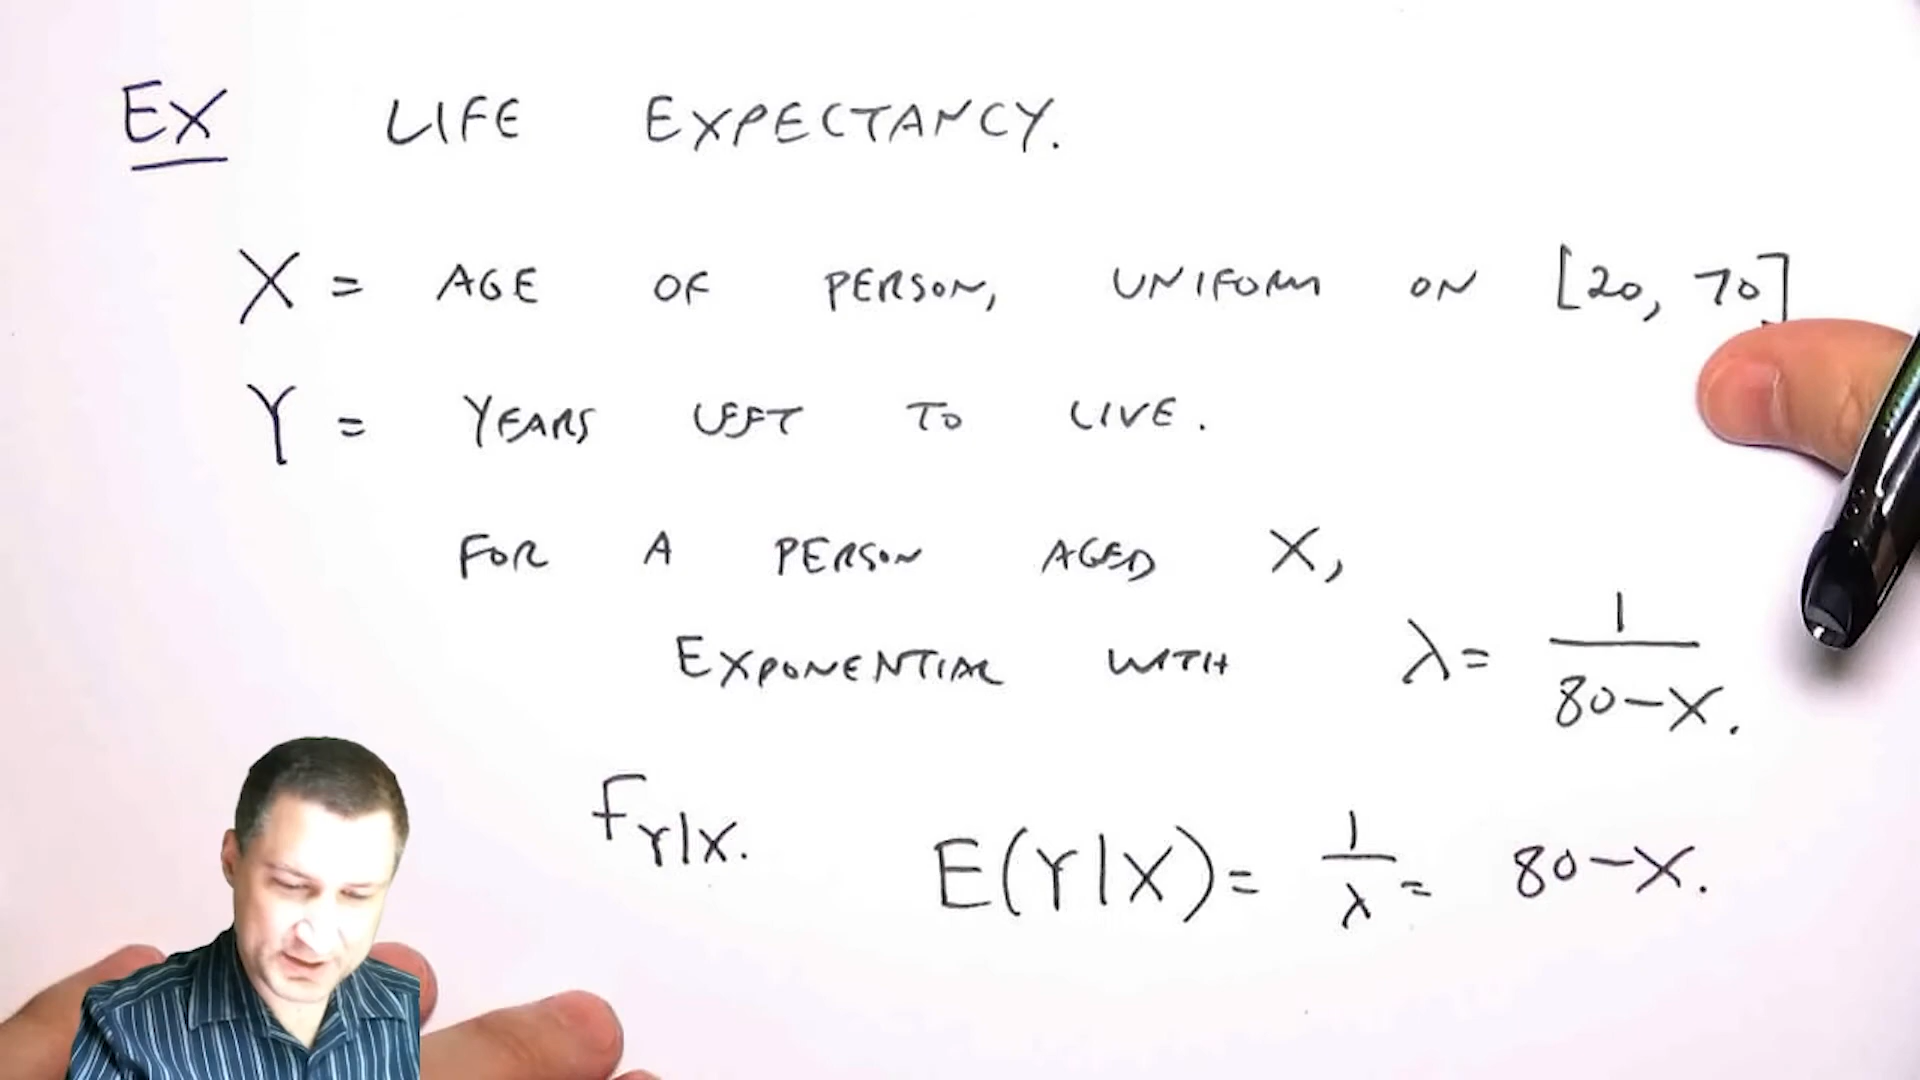 EX LIFE EXPECTANCY.
X = AGE OF PERSON, UNIFORM ON [20, 70]
Y = YEARS LEFT TO LIVE.
FOR A PERSON AGED X,
EXPONENTIAL WITH λ = 1/(80-X).
f_{Y|X}. E(Y|X) = 1/λ = 80-X.